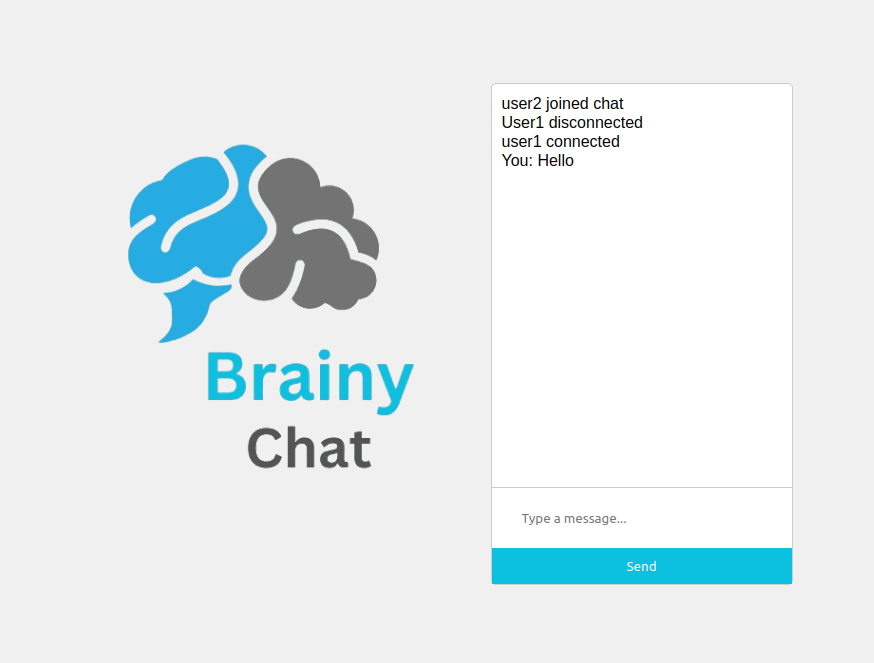 Brainy
Chat
user2 joined chat
User1 disconnected
user1 connected
You: Hello
Type a message...
Send